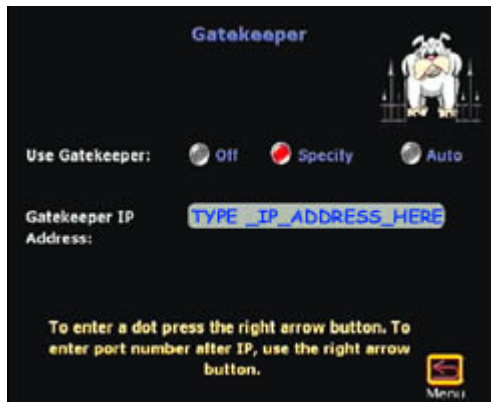 Gatekeeper
Use Gatekeeper: Off Specify Auto
Gatekeeper IP TYPE _IP_ADDRESS_HERE
Address:
To enter a dot press the right arrow button. To
enter port number after IP, use the right arrow
button.
Menu